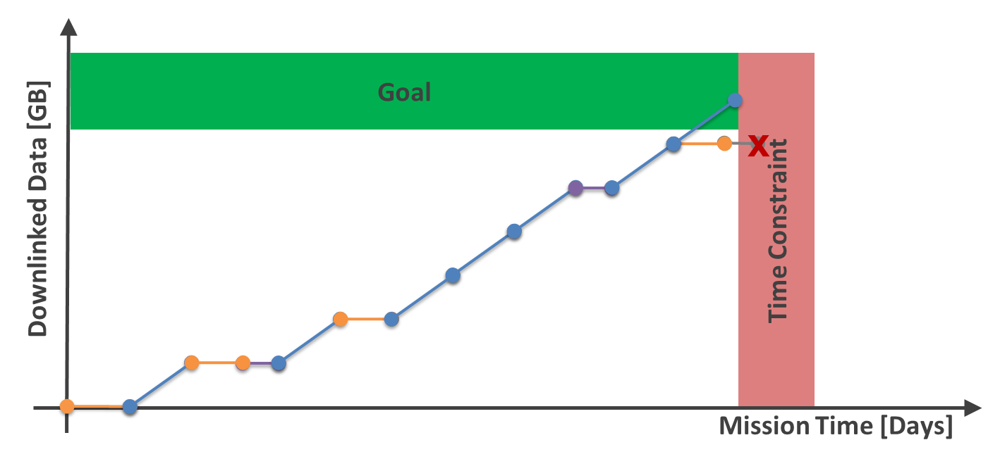 Goal
Downlinked Data [GB]
X
Time Constraint
Mission Time [Days]